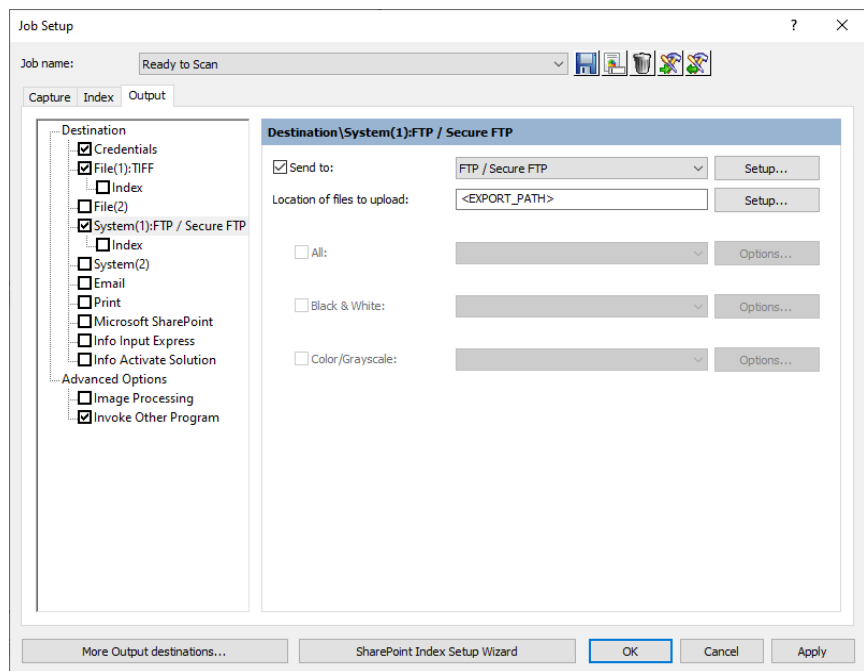 Job Setup
?
Job name:
Ready to Scan
Capture
Index
Output
Destination
Credentials
File(1):TIFF
Index
File(2)
System(1):FTP / Secure FTP
Index
System(2)
Email
Print
Microsoft SharePoint
Info Input Express
Info Activate Solution
Advanced Options
Image Processing
Invoke Other Program
Destination\System(1):FTP / Secure FTP
Send to:
FTP / Secure FTP
Setup...
Location of files to upload:
<EXPORT_PATH>
Setup...
All:
Options...
Black & White:
Options...
Color/Grayscale:
Options...
More Output destinations...
SharePoint Index Setup Wizard
OK
Cancel
Apply